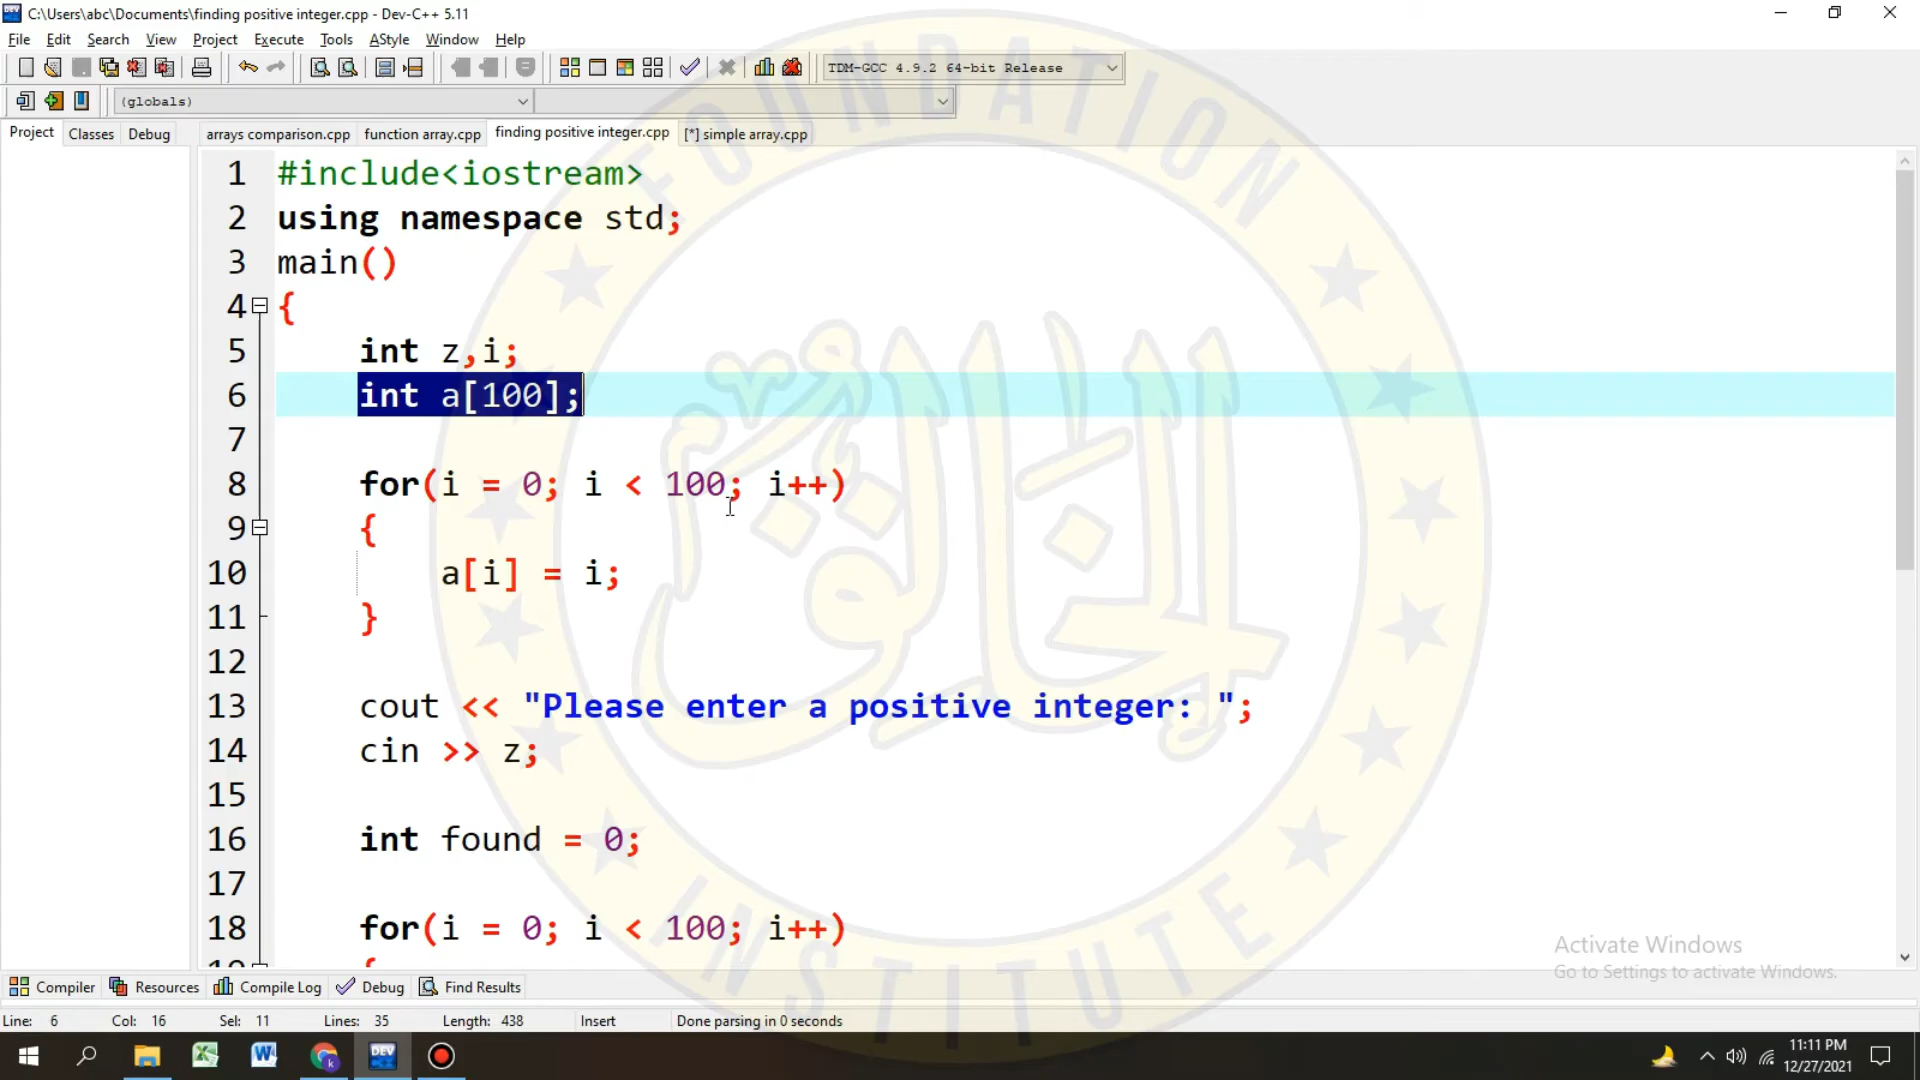 C:\Users\abc\Documents\finding positive integer.cpp - Dev-C++ 5.11
File Edit Search View Project Execute Tools AStyle Window Help
TDM-GCC 4.9.2 64-bit Release
(globals)
Project Classes Debug arrays comparison.cpp function array.cpp finding positive integer.cpp [*] simple array.cpp
1 #include<iostream>
2 using namespace std;
3 main()
4 {
5 int z,i;
6 int a[100];
7
8 for(i = 0; i < 100; i++)
9 {
10 a[i] = i;
11 }
12
13 cout << "Please enter a positive integer: ";
14 cin >> z;
15
16 int found = 0;
17
18 for(i = 0; i < 100; i++)
19 {
FOUNDATION
INSTITUTE
Activate Windows
Go to Settings to activate Windows.
Compiler Resources Compile Log Debug Find Results
Line: 6 Col: 16 Sel: 11 Lines: 35 Length: 438 Insert Done parsing in 0 seconds
DEV
11:11 PM
12/27/2021